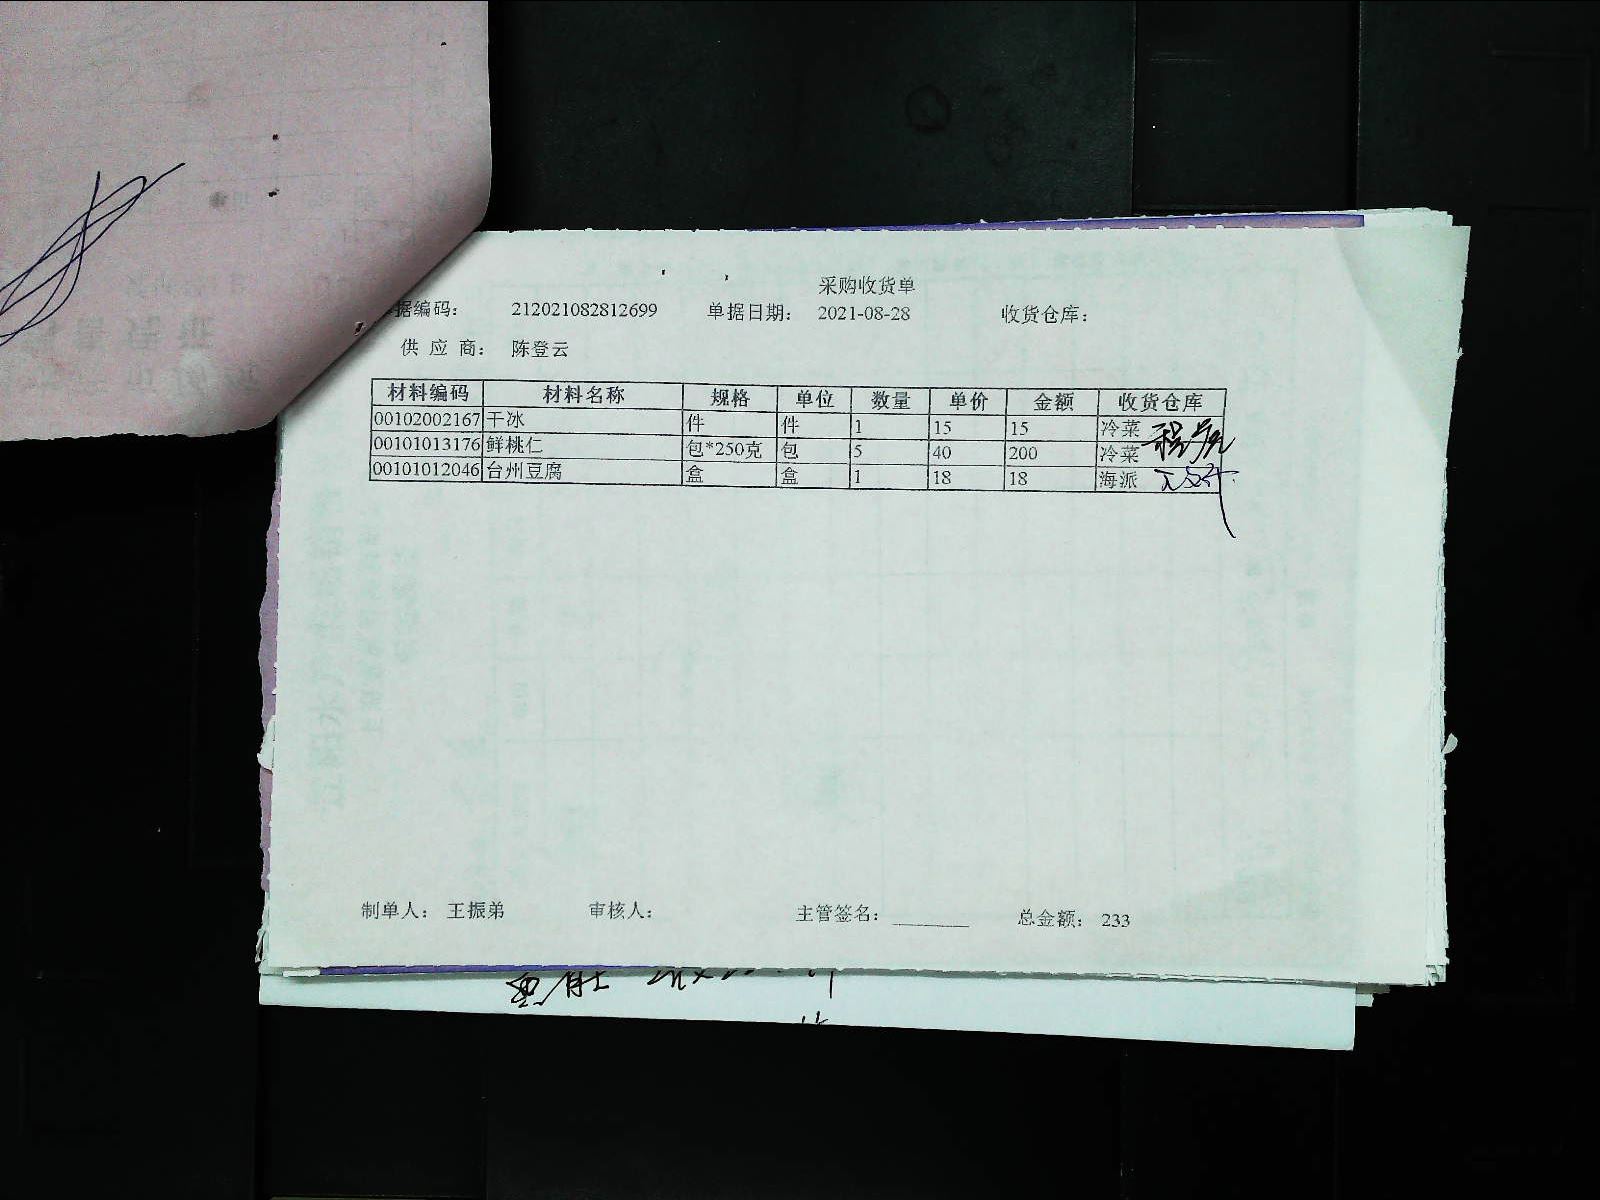 采购收货单
据编码： 212021082812699 单据日期： 2021-08-28 收货仓库：
供 应 商： 陈登云
材料编码 材料名称 规格 单位 数量 单价 金额 收货仓库
00102002167 干冰 件 件 1 15 15 冷菜
00101013176 鲜桃仁 包*250克 包 5 40 200 冷菜
00101012046 台州豆腐 盒 盒 1 18 18 海派
制单人： 王振弟 审核人： 主管签名： 总金额： 233